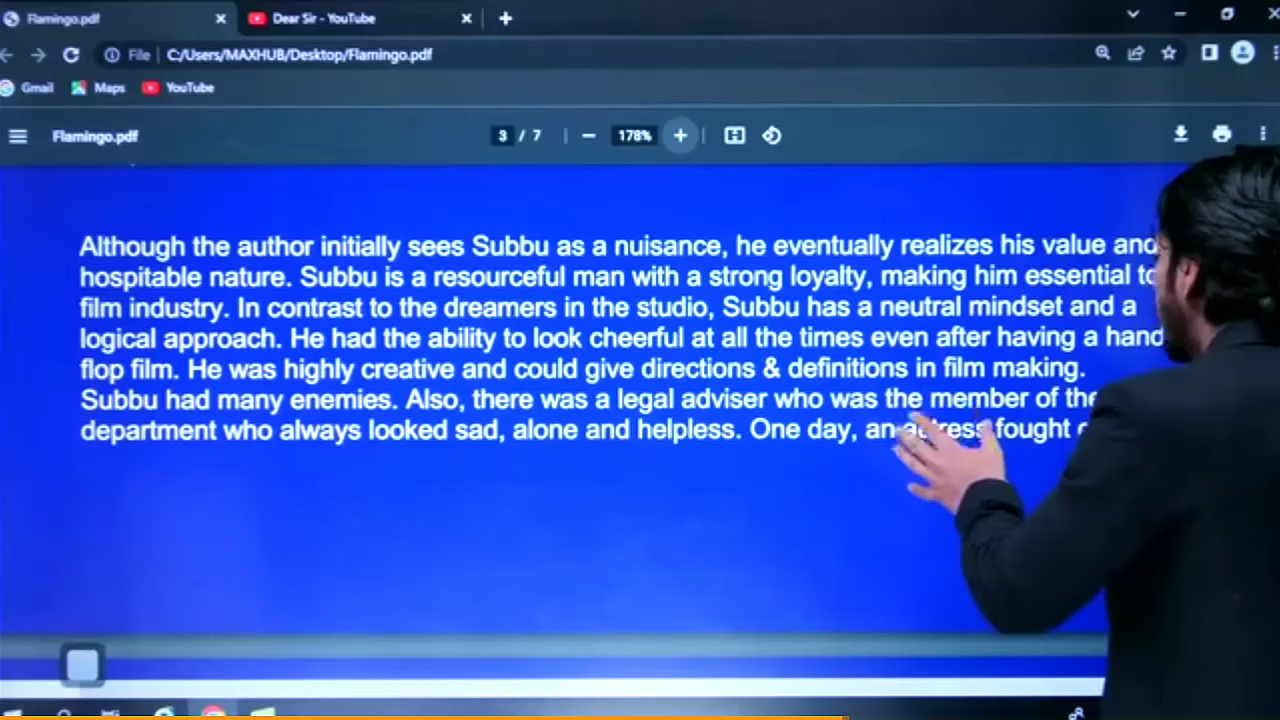 Flamingo.pdf
Dear Sir - YouTube
File
C:/Users/MAXHUB/Desktop/Flamingo.pdf
Gmail
Maps
YouTube
Flamingo.pdf
3 / 7
178%
Although the author initially sees Subbu as a nuisance, he eventually realizes his value and
hospitable nature. Subbu is a resourceful man with a strong loyalty, making him essential to
film industry. In contrast to the dreamers in the studio, Subbu has a neutral mindset and a
logical approach. He had the ability to look cheerful at all the times even after having a hand
flop film. He was highly creative and could give directions & definitions in film making.
Subbu had many enemies. Also, there was a legal adviser who was the member of the
department who always looked sad, alone and helpless. One day, an actress fought